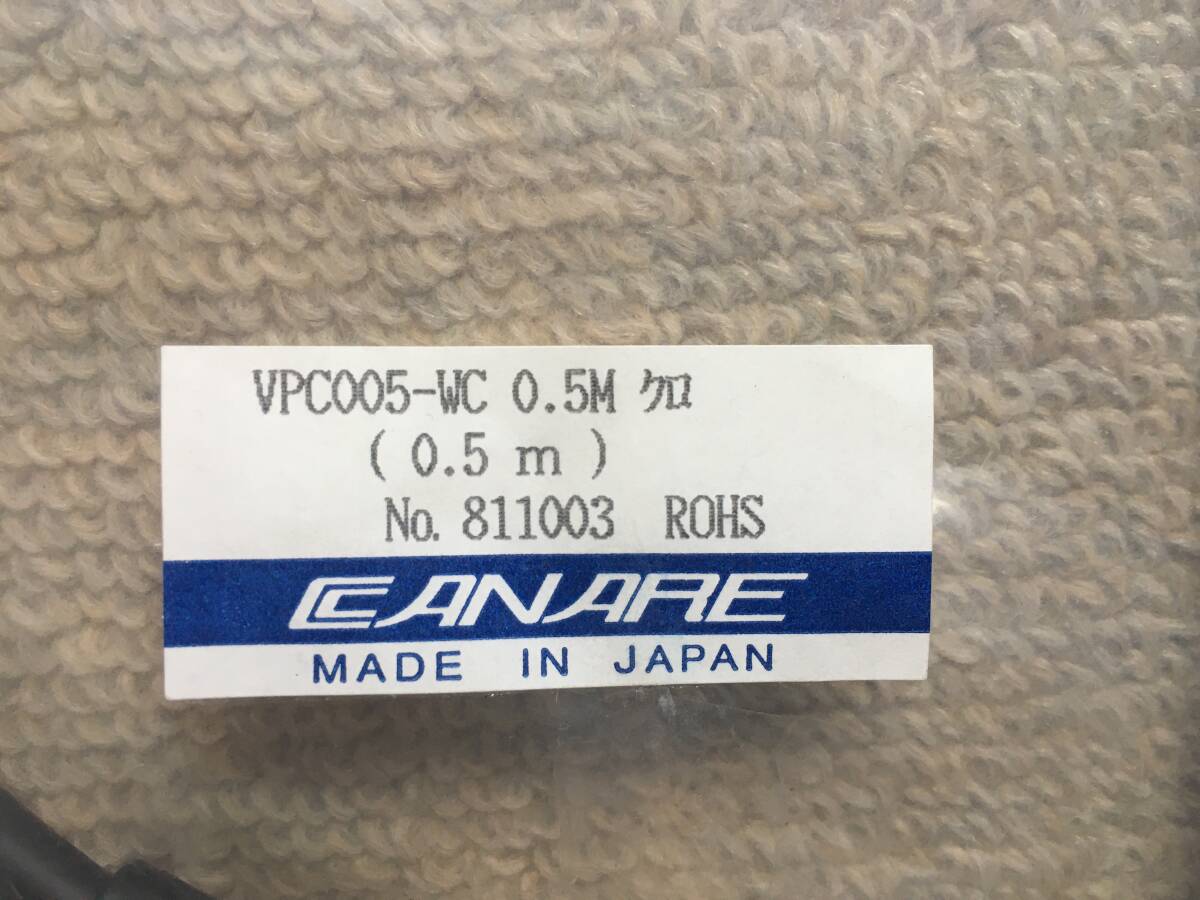 VPC005-WC 0.5M ｸﾛ
( 0.5 m )
No. 811003 ROHS
CANARE
MADE IN JAPAN